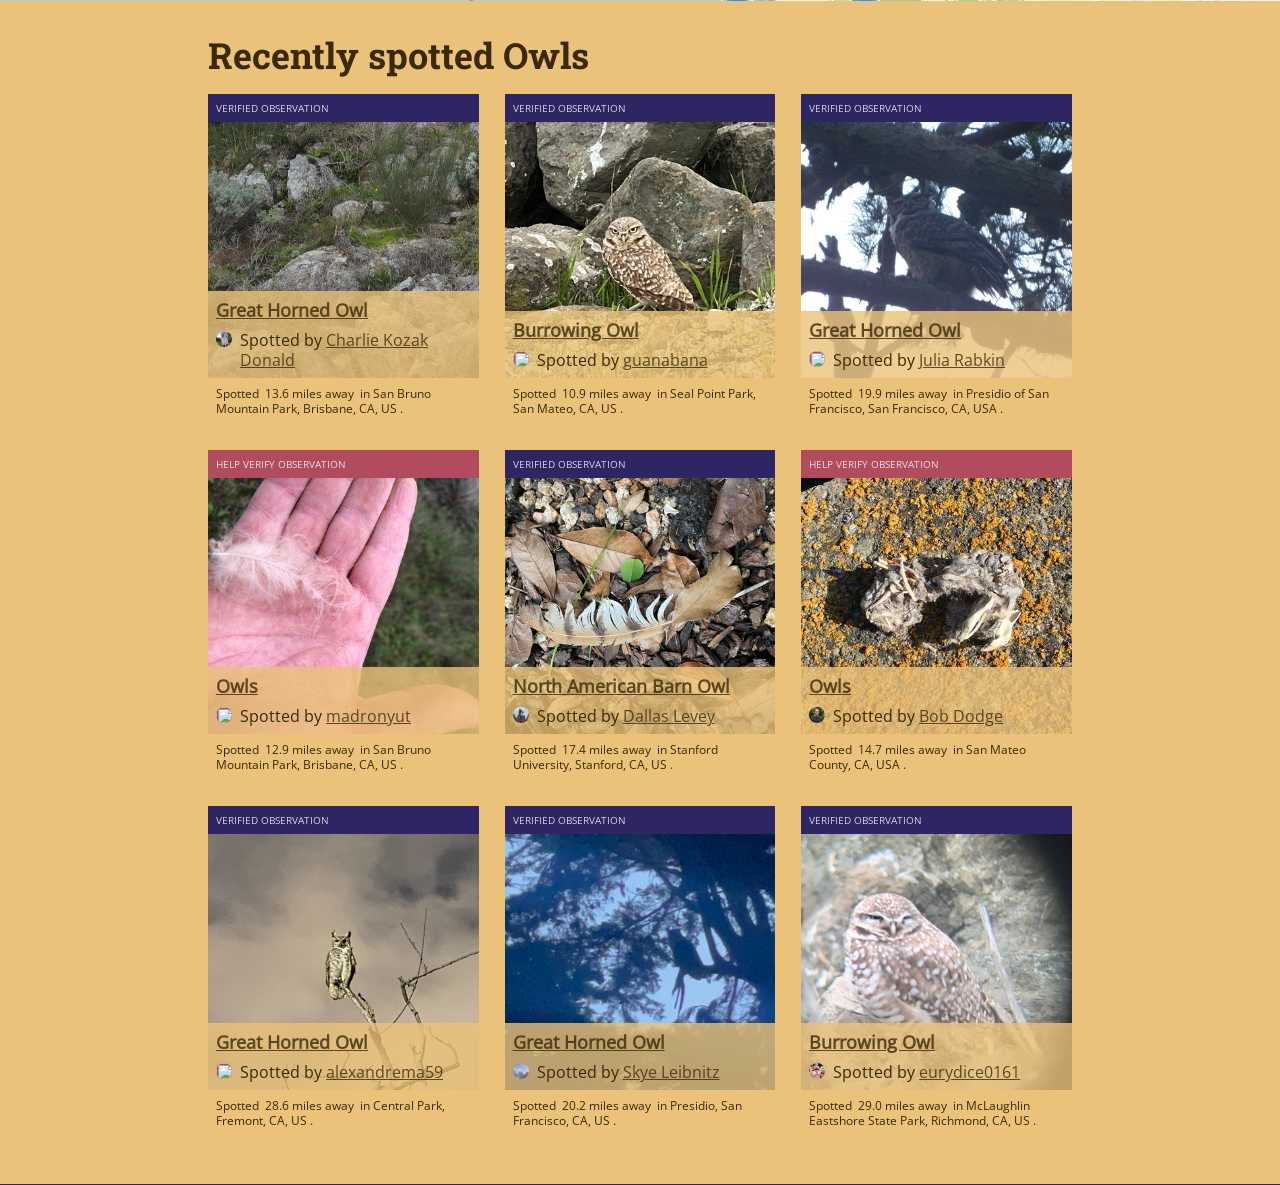 Recently spotted Owls
VERIFIED OBSERVATION
Great Horned Owl
Spotted by Charlie Kozak
Donald
Spotted 13.6 miles away in San Bruno
Mountain Park, Brisbane, CA, US .
VERIFIED OBSERVATION
Burrowing Owl
Spotted by guanabana
Spotted 10.9 miles away in Seal Point Park,
San Mateo, CA, US .
VERIFIED OBSERVATION
Great Horned Owl
Spotted by Julia Rabkin
Spotted 19.9 miles away in Presidio of San
Francisco, San Francisco, CA, USA .
HELP VERIFY OBSERVATION
Owls
Spotted by madronyut
Spotted 12.9 miles away in San Bruno
Mountain Park, Brisbane, CA, US .
VERIFIED OBSERVATION
North American Barn Owl
Spotted by Dallas Levey
Spotted 17.4 miles away in Stanford
University, Stanford, CA, US .
HELP VERIFY OBSERVATION
Owls
Spotted by Bob Dodge
Spotted 14.7 miles away in San Mateo
County, CA, USA .
VERIFIED OBSERVATION
Great Horned Owl
Spotted by alexandrema59
Spotted 28.6 miles away in Central Park,
Fremont, CA, US .
VERIFIED OBSERVATION
Great Horned Owl
Spotted by Skye Leibnitz
Spotted 20.2 miles away in Presidio, San
Francisco, CA, US .
VERIFIED OBSERVATION
Burrowing Owl
Spotted by eurydice0161
Spotted 29.0 miles away in McLaughlin
Eastshore State Park, Richmond, CA, US .